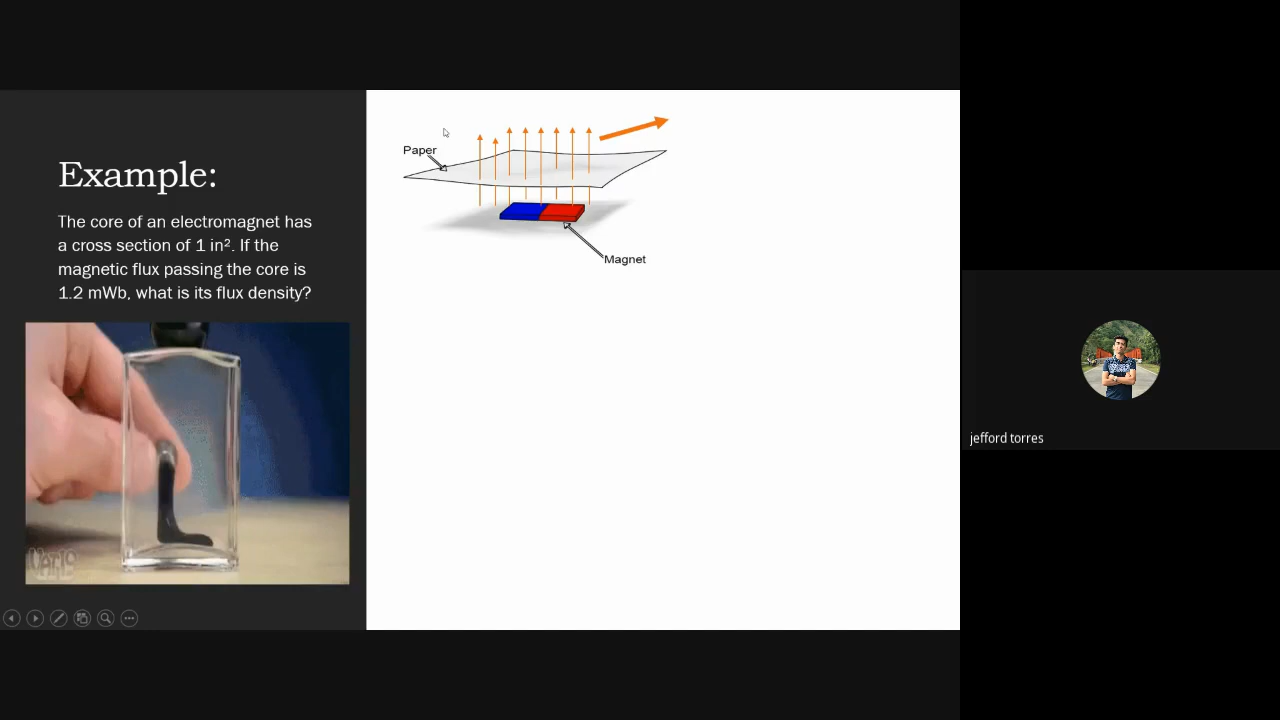 Example:
The core of an electromagnet has
a cross section of 1 in². If the
magnetic flux passing the core is
1.2 mWb, what is its flux density?
Paper
Magnet
jefford torres